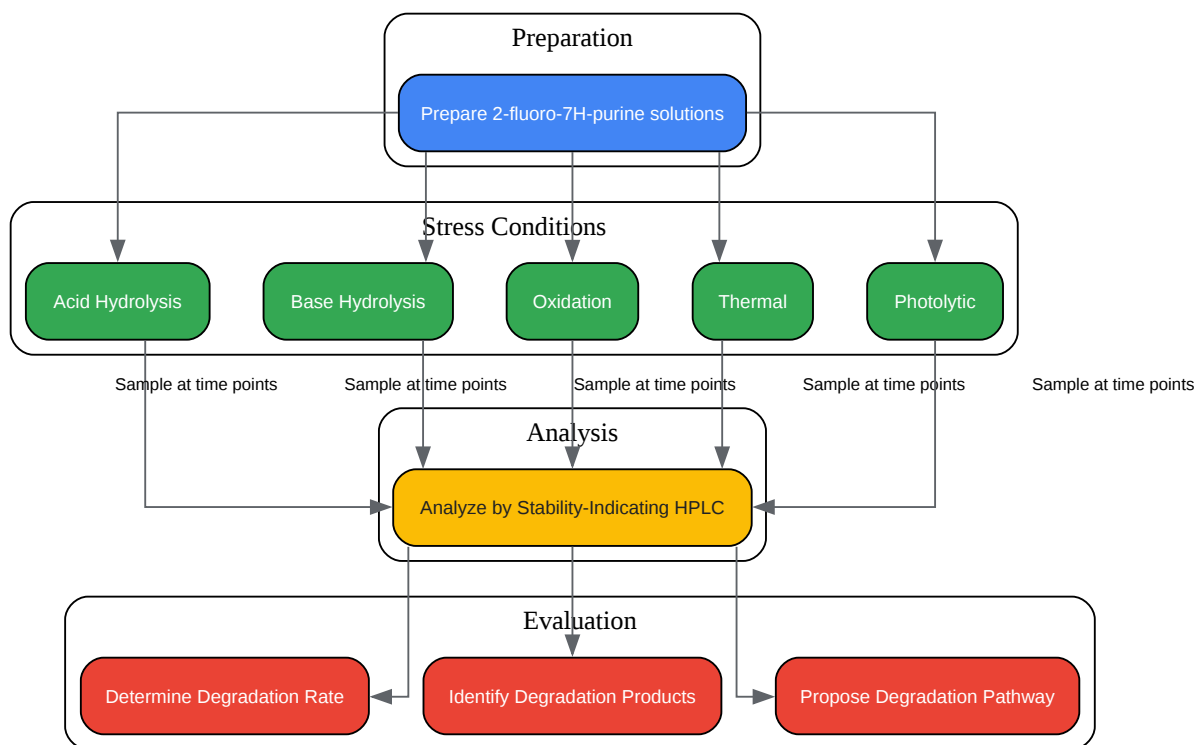 Preparation
Prepare 2-fluoro-7H-purine solutions
Stress Conditions
Acid Hydrolysis
Base Hydrolysis
Oxidation
Thermal
Photolytic
Sample at time points
Sample at time points
Sample at time points
Sample at time points
Sample at time points
Analysis
Analyze by Stability-Indicating HPLC
Evaluation
Determine Degradation Rate
Identify Degradation Products
Propose Degradation Pathway